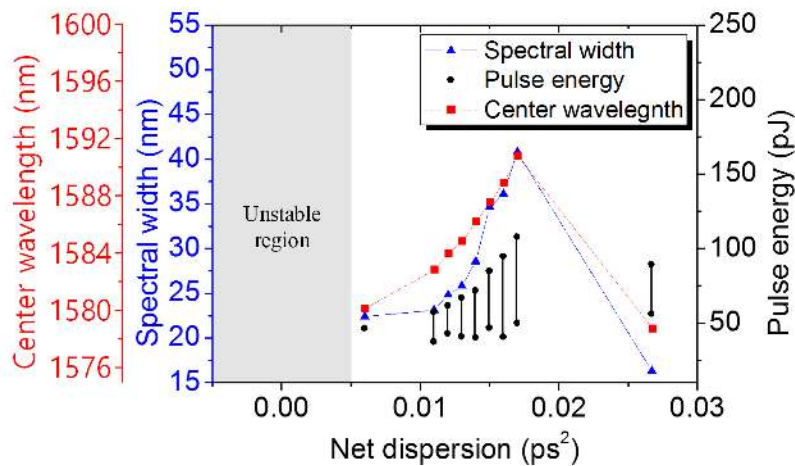 1600
1596
1592
1588
1584
1580
1576
Center wavelength (nm)
55
50
45
40
35
30
25
20
15
Spectral width (nm)
Spectral width
Pulse energy
Center wavelegnth
Unstable
region
250
200
150
100
50
Pulse energy (pJ)
0.00
0.01
0.02
0.03
Net dispersion (ps²)